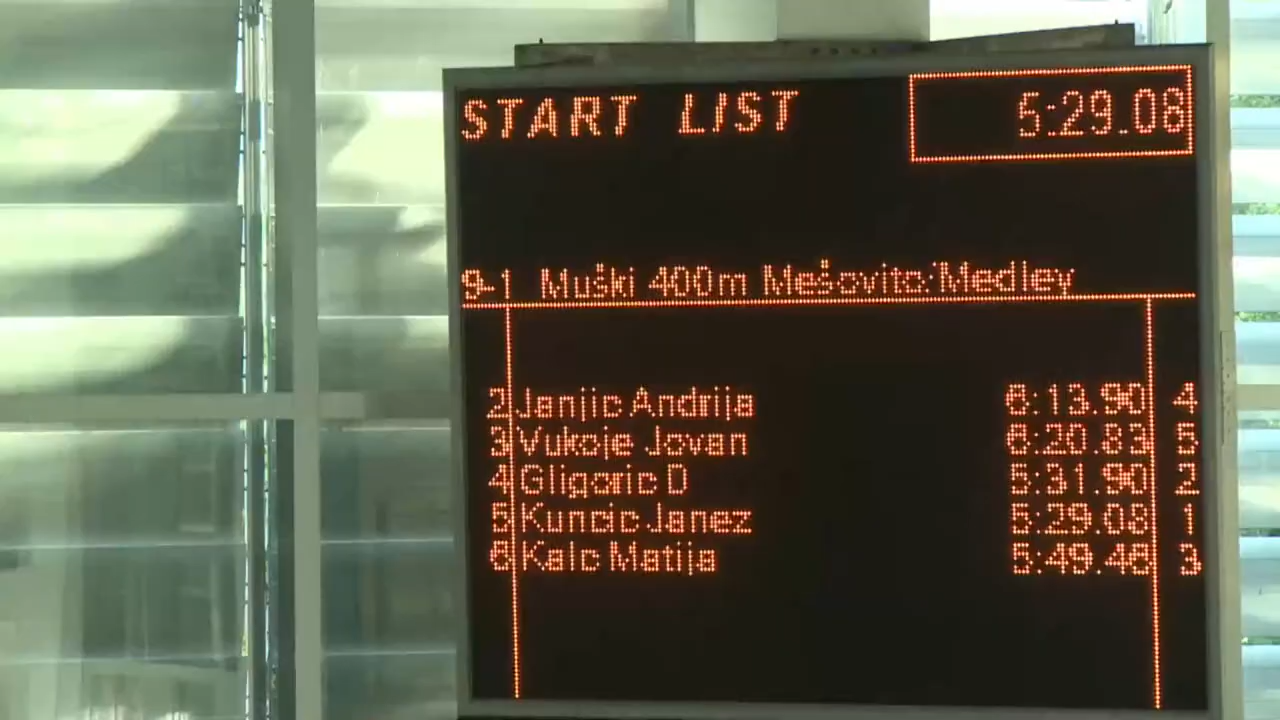 START LIST 5:29.08
9-1 Muški 400m Mešovito/Medley
2 Janjic Andrija 6:13.90 4
3 Vukoje Jovan 6:20.83 5
4 Gligoric D 5:31.90 2
5 Kuncic Janez 5:29.08 1
6 Kalc Matija 5:49.46 3